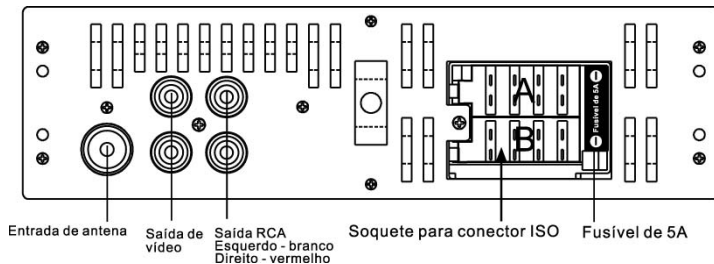 A
B
Fusível de 5A
Entrada de antena
Saída de
vídeo
Saída RCA
Esquerdo - branco
Direito - vermelho
Soquete para conector ISO
Fusível de 5A